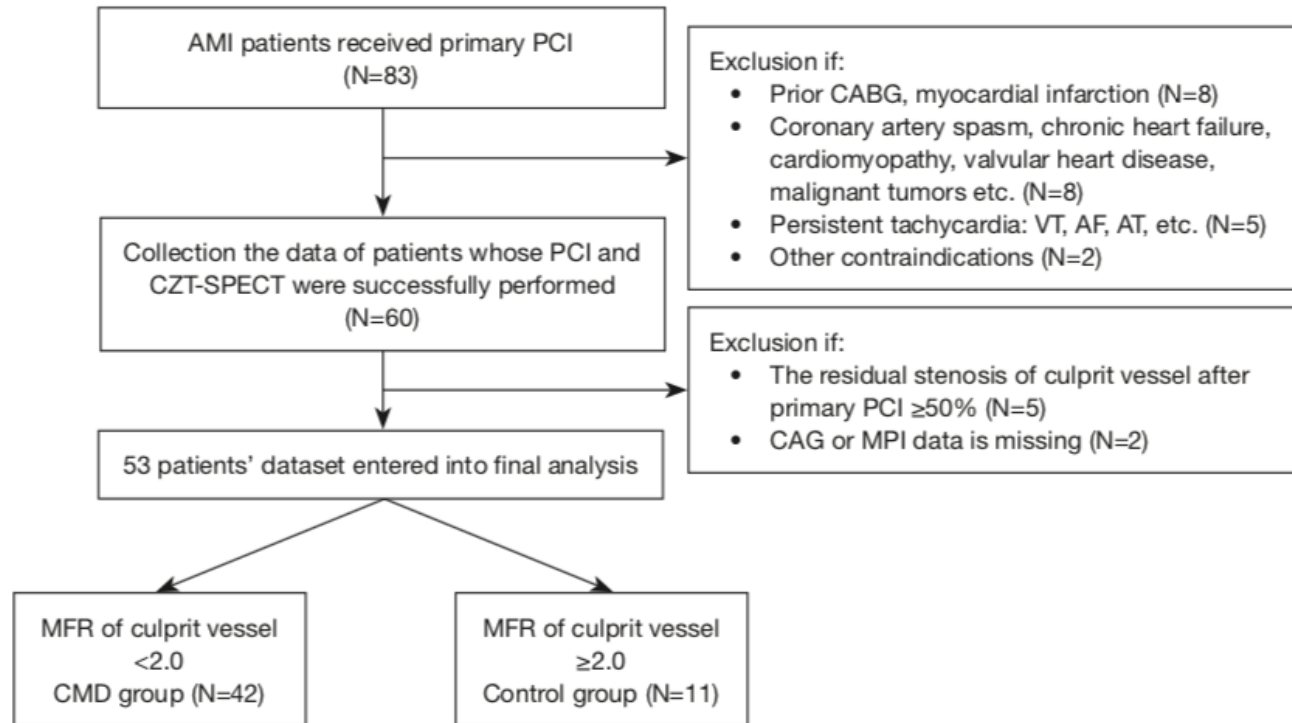 AMI patients received primary PCI
(N=83)
Exclusion if:
• Prior CABG, myocardial infarction (N=8)
• Coronary artery spasm, chronic heart failure,
cardiomyopathy, valvular heart disease,
malignant tumors etc. (N=8)
• Persistent tachycardia: VT, AF, AT, etc. (N=5)
• Other contraindications (N=2)
Collection the data of patients whose PCI and
CZT-SPECT were successfully performed
(N=60)
Exclusion if:
• The residual stenosis of culprit vessel after
primary PCI ≥50% (N=5)
• CAG or MPI data is missing (N=2)
53 patients’ dataset entered into final analysis
MFR of culprit vessel
<2.0
CMD group (N=42)
MFR of culprit vessel
≥2.0
Control group (N=11)